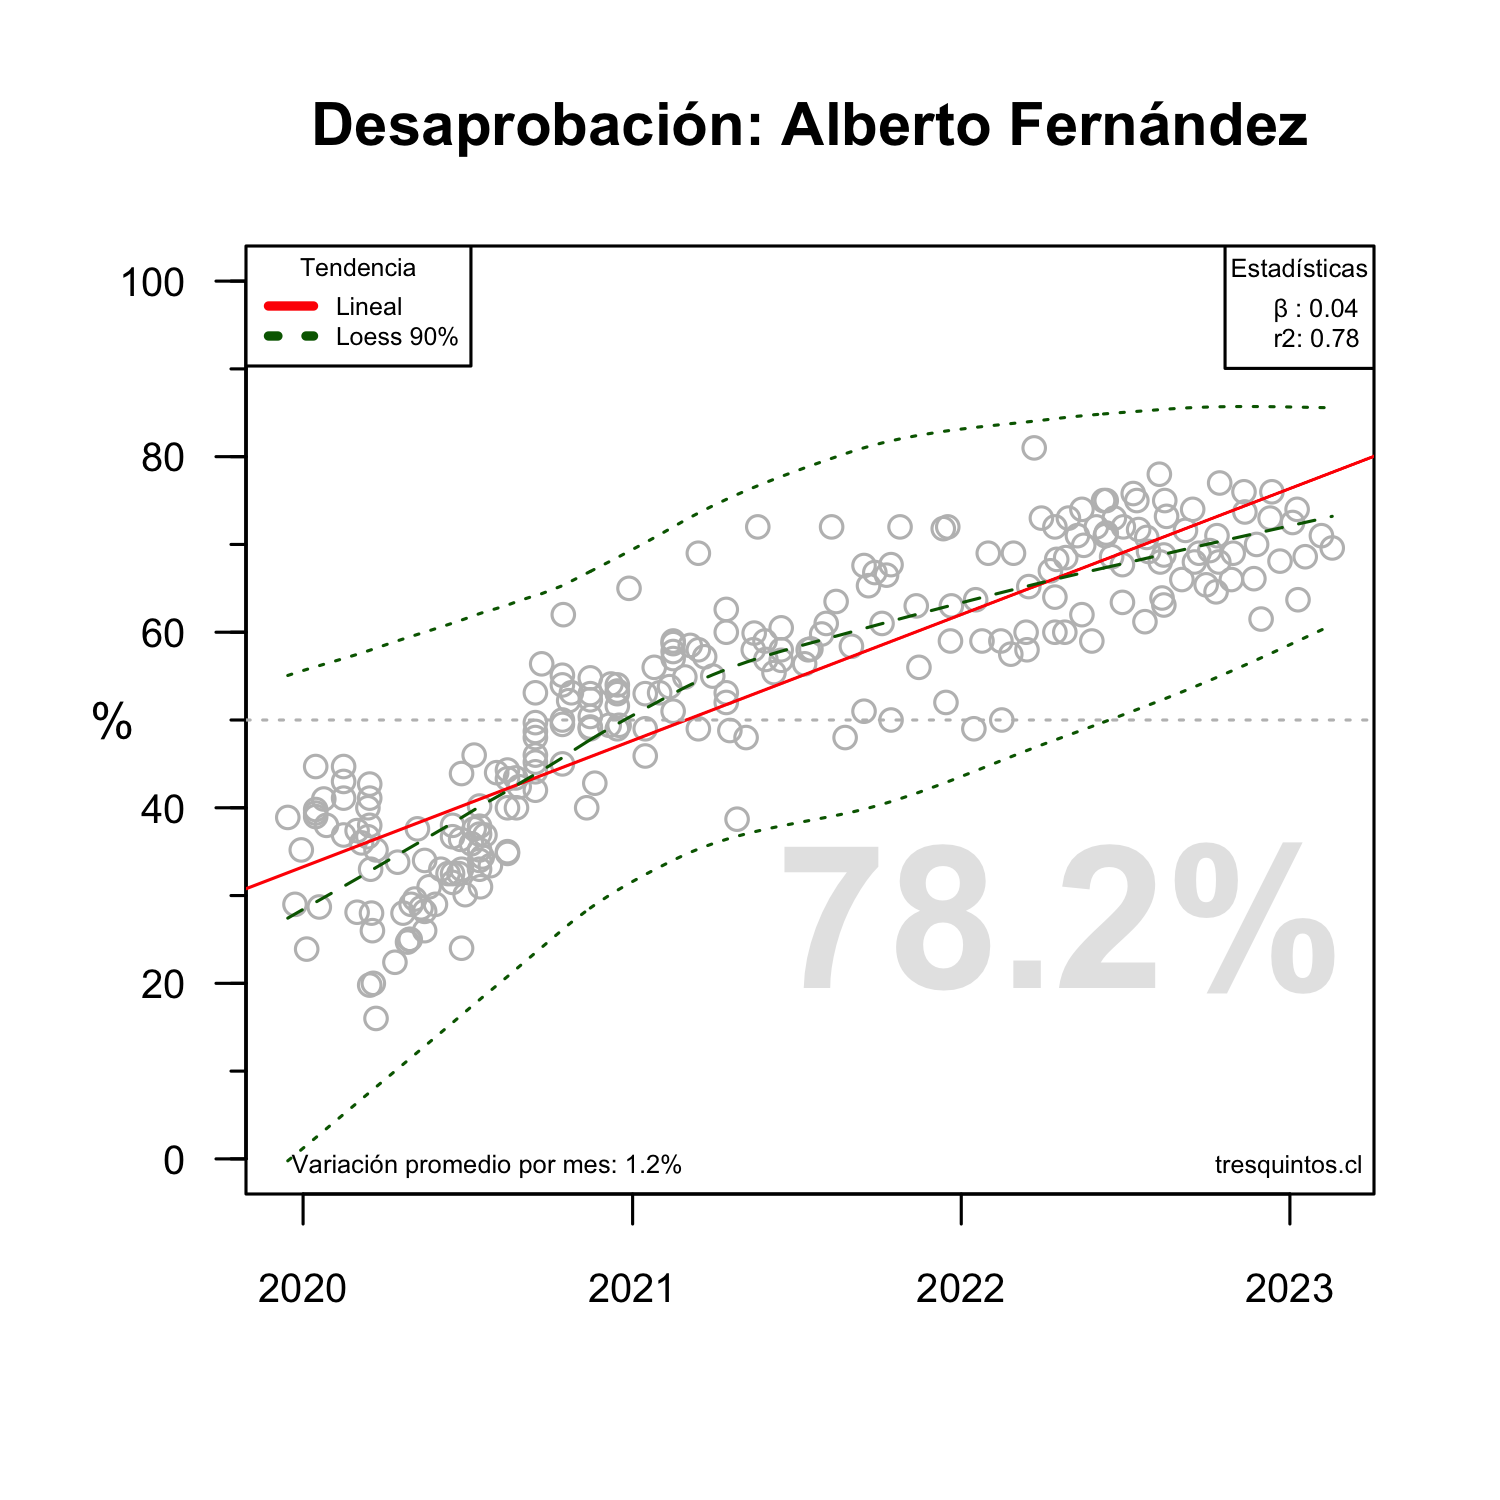 Desaprobación: Alberto Fernández
Tendencia
Lineal
Loess 90%
Estadísticas
β : 0.04
r2: 0.78
100
80
60
40
20
0
%
78.2%
Variación promedio por mes: 1.2%
tresquintos.cl
2020
2021
2022
2023